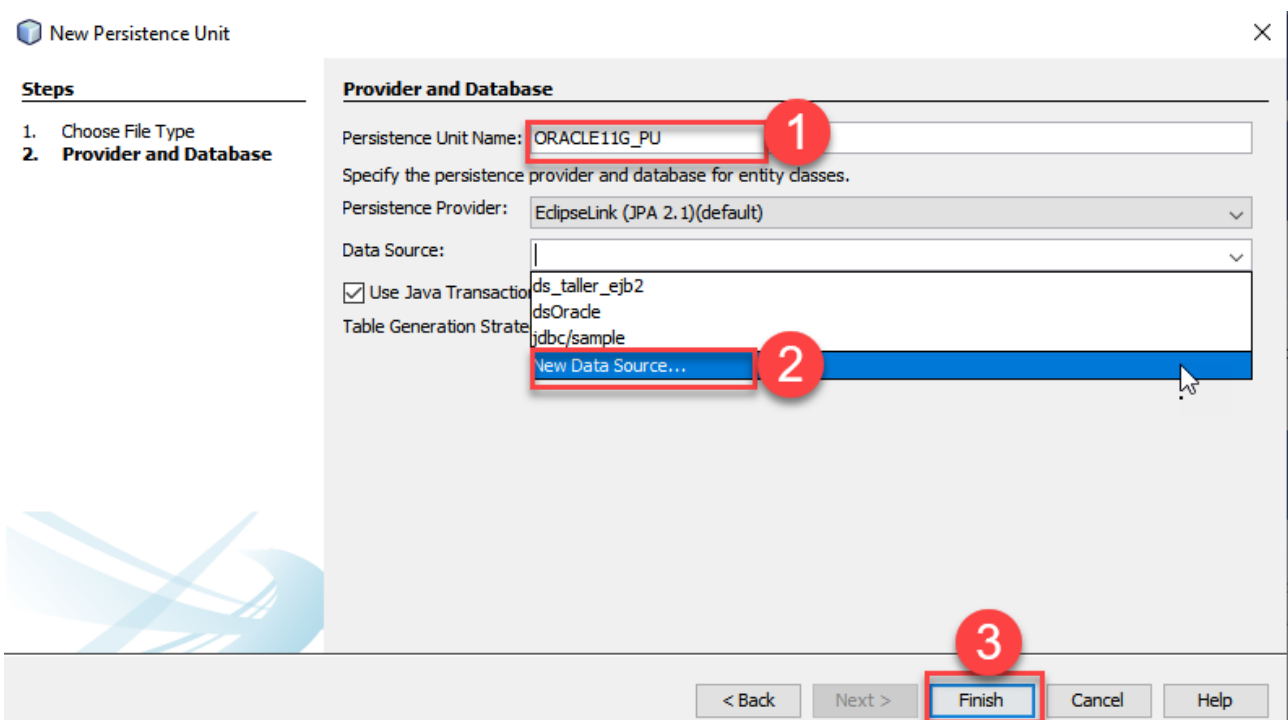 New Persistence Unit
Steps
1. Choose File Type
2. Provider and Database
Provider and Database
Persistence Unit Name: ORACLE11G_PU
1
Specify the persistence provider and database for entity classes.
Persistence Provider: EclipseLink (JPA 2.1)(default)
Data Source:
Use Java Transaction
ds_taller_ejb2
dsOracle
Table Generation Strate
jdbc/sample
New Data Source...
2
3
< Back Next > Finish Cancel Help